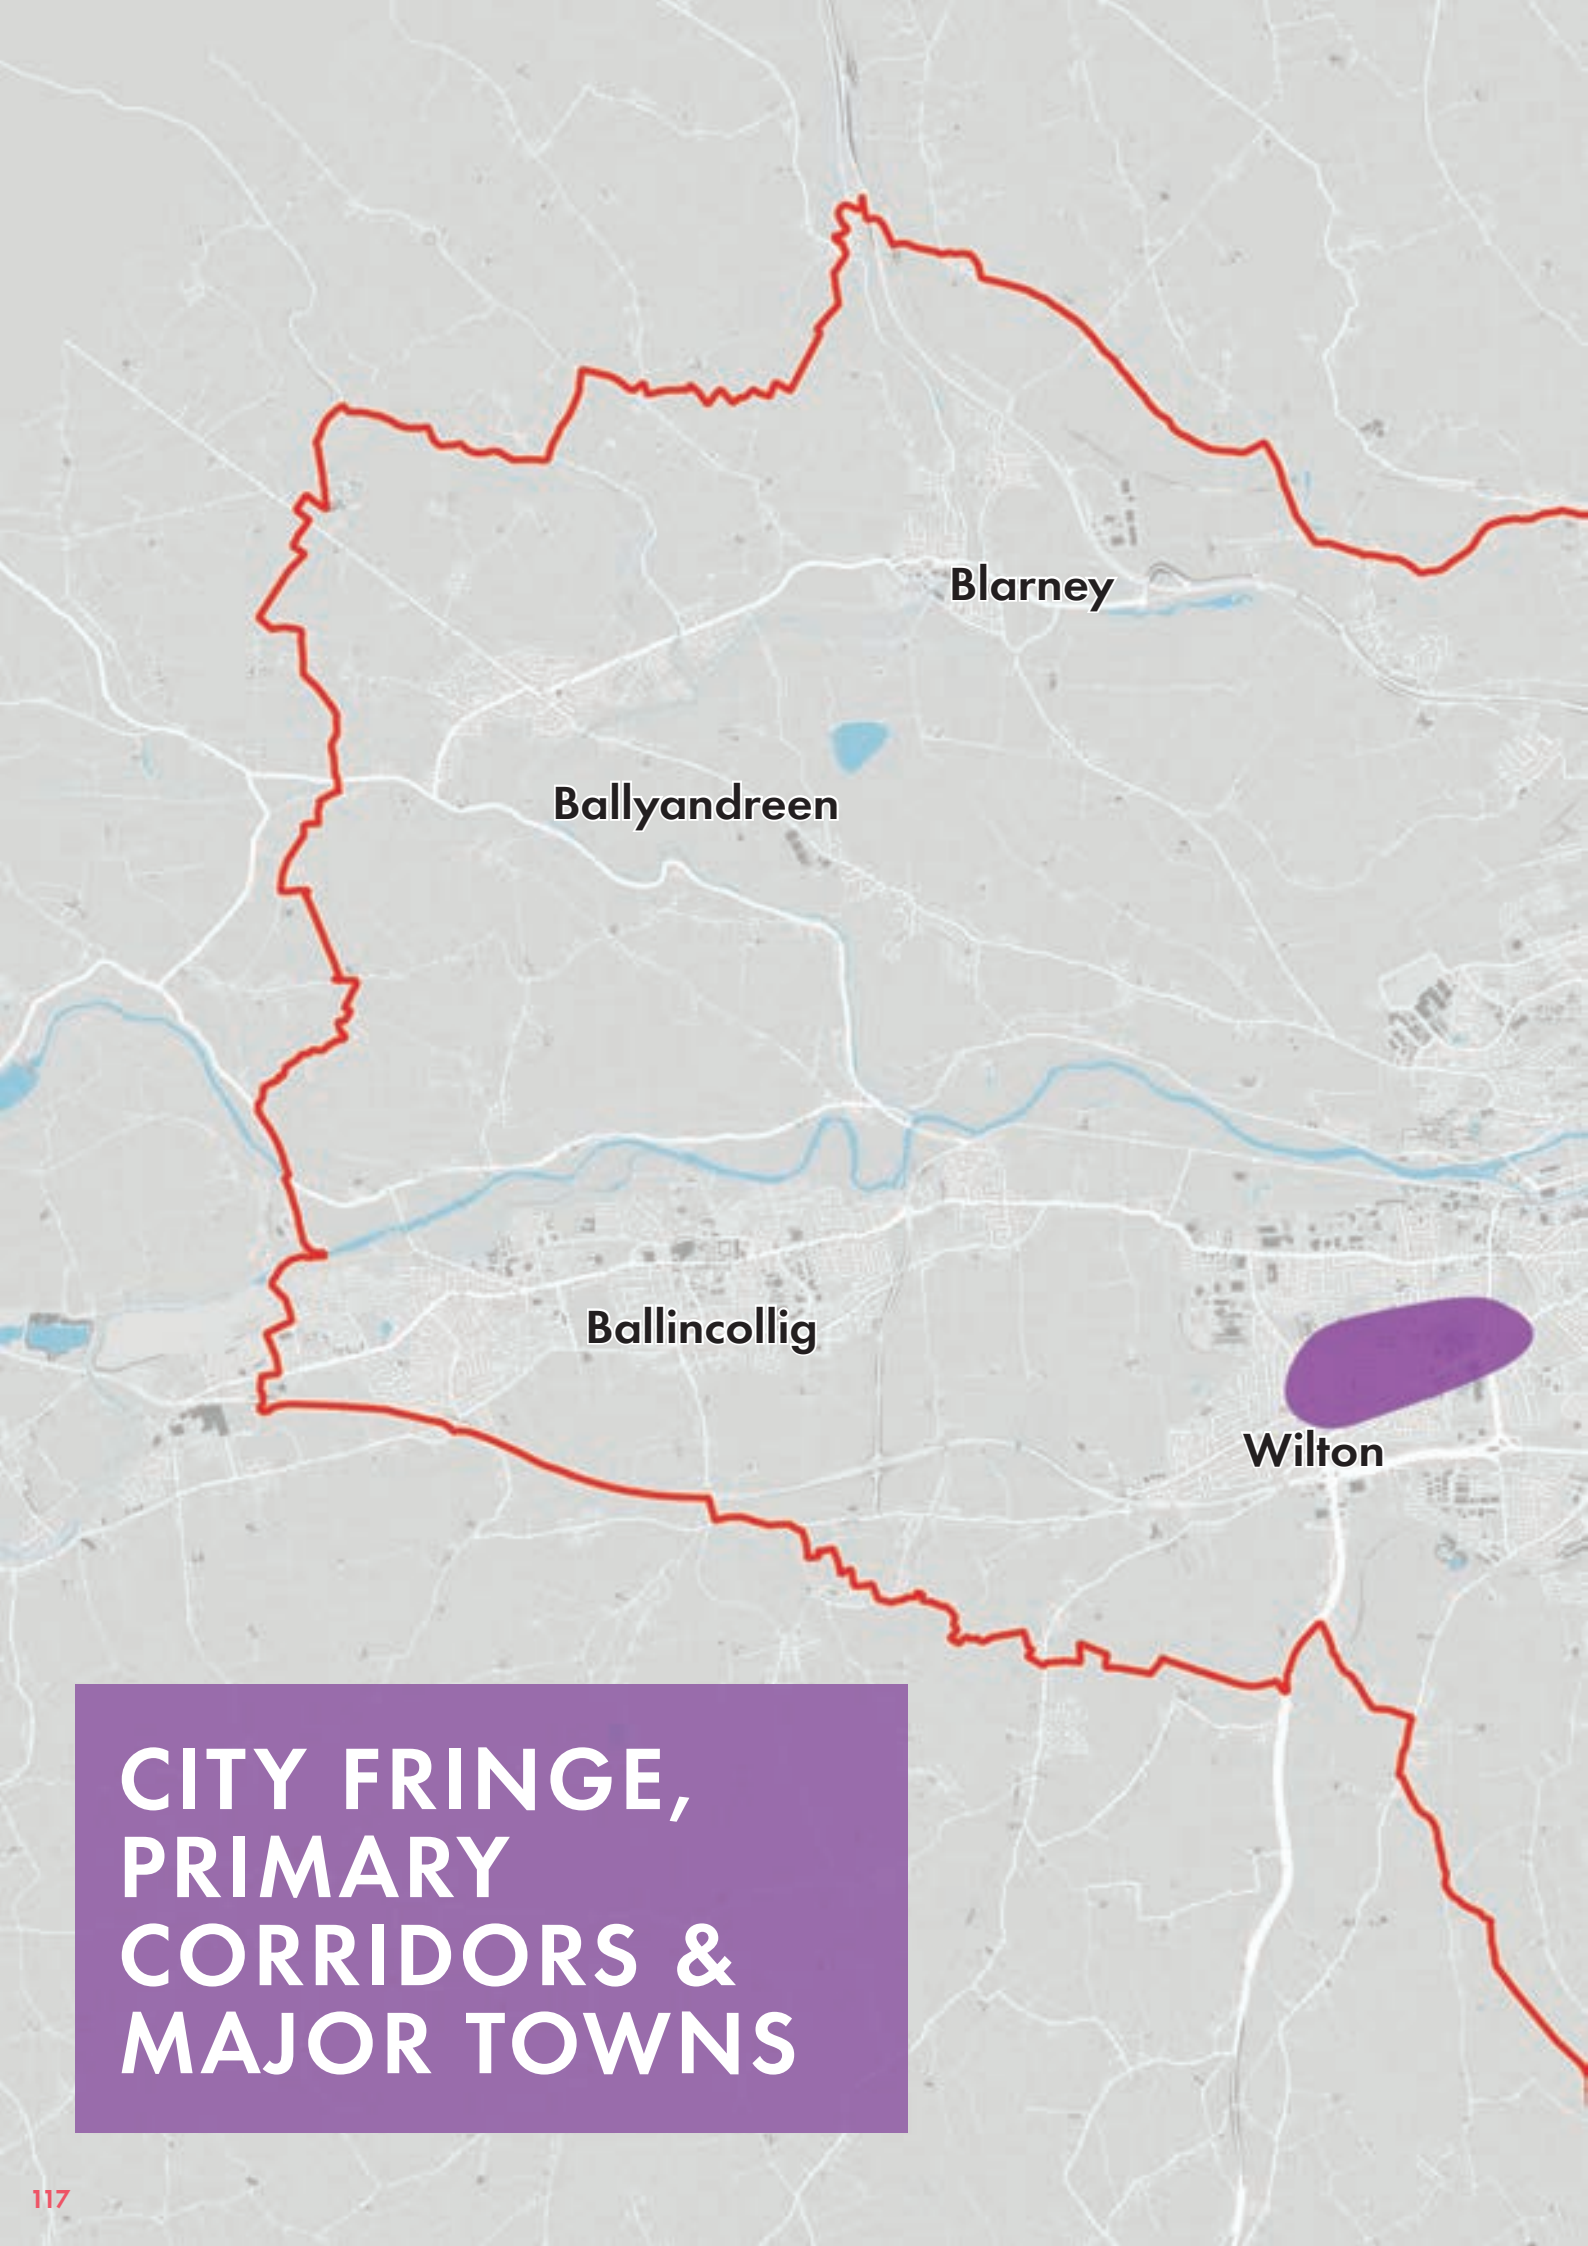 Blarney
Ballyandreen
Ballincollig
Wilton
CITY FRINGE,
PRIMARY
CORRIDORS &
MAJOR TOWNS
117